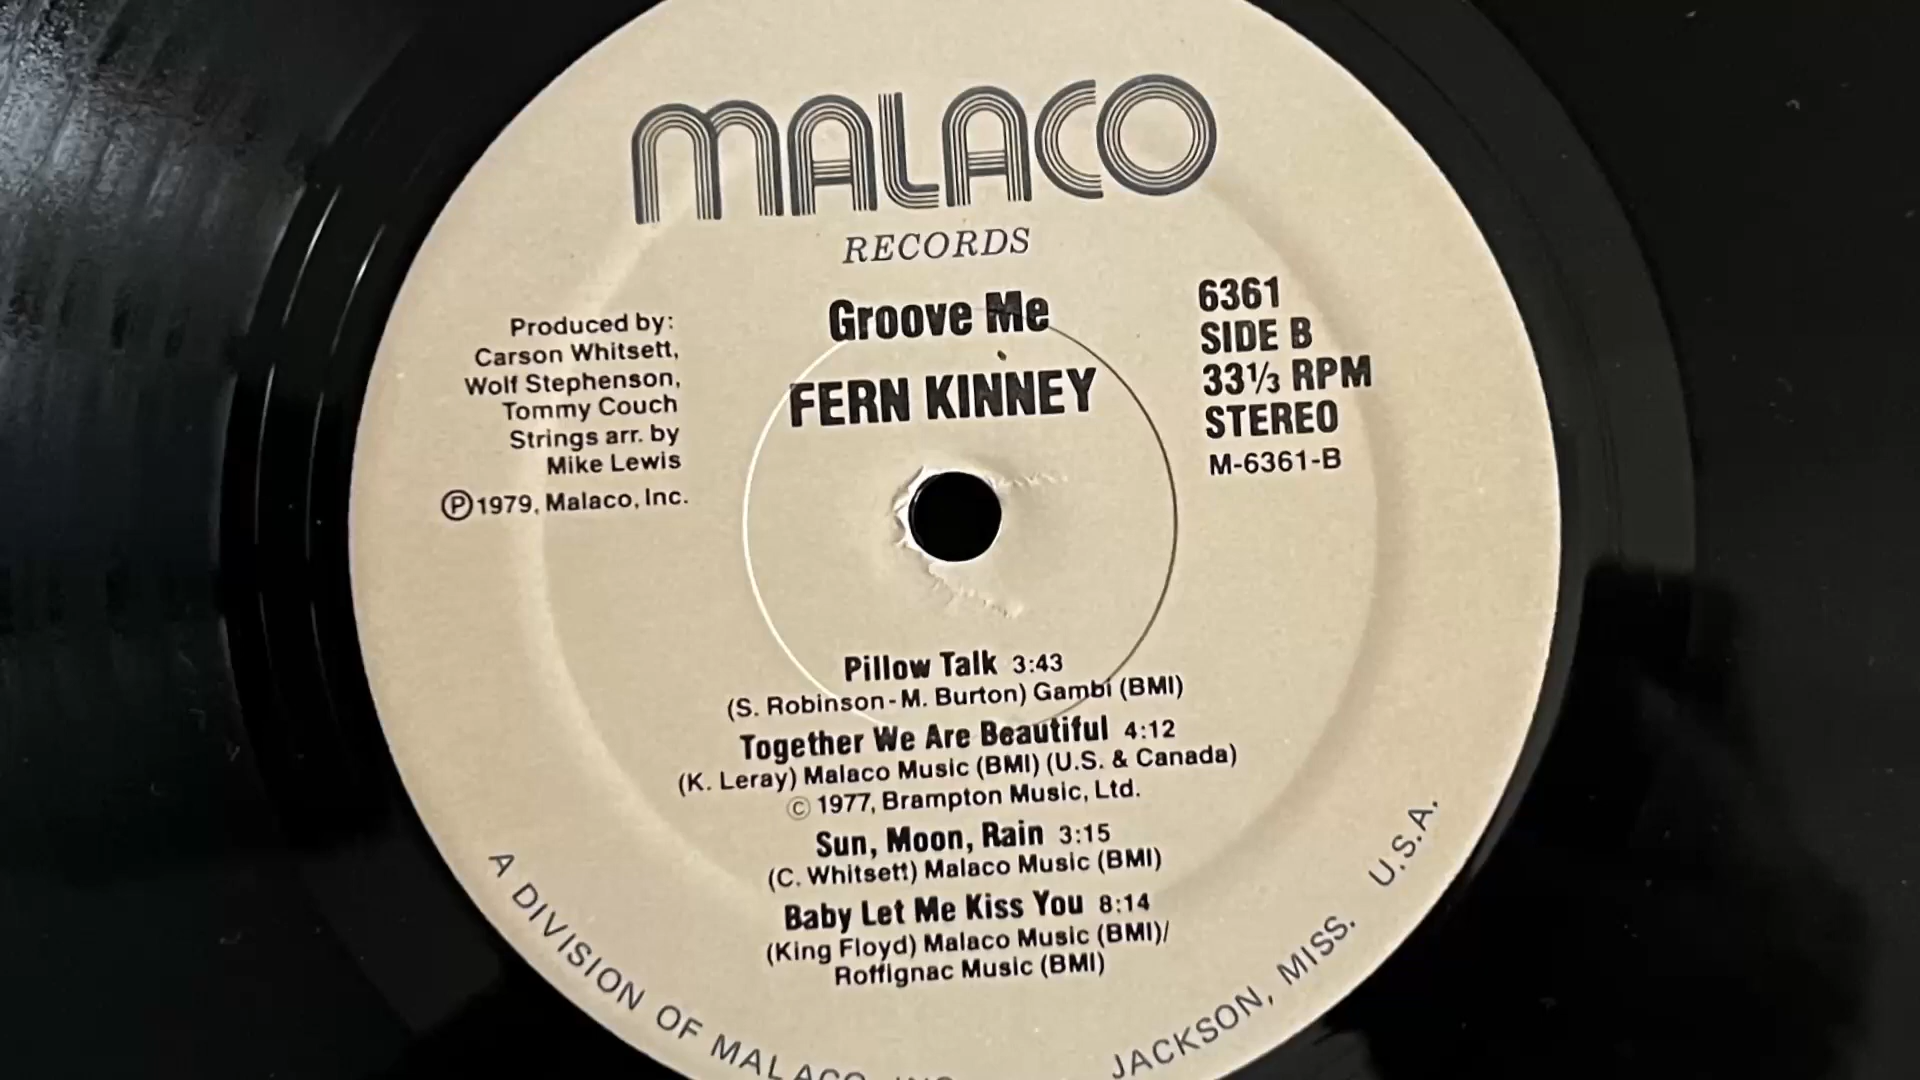 MALACO
RECORDS
Groove Me
FERN KINNEY
Produced by:
Carson Whitsett,
Wolf Stephenson,
Tommy Couch
Strings arr. by
Mike Lewis
Ⓟ1979, Malaco, Inc.
6361
SIDE B
33⅓ RPM
STEREO
M-6361-B
Pillow Talk 3:43
(S. Robinson-M. Burton) Gambi (BMI)
Together We Are Beautiful 4:12
(K. Leray) Malaco Music (BMI) (U.S. & Canada)
© 1977, Brampton Music, Ltd.
Sun, Moon, Rain 3:15
(C. Whitsett) Malaco Music (BMI)
Baby Let Me Kiss You 8:14
(King Floyd) Malaco Music (BMI)/
Roffignac Music (BMI)
A DIVISION OF MALACO, INC. JACKSON, MISS. U.S.A.